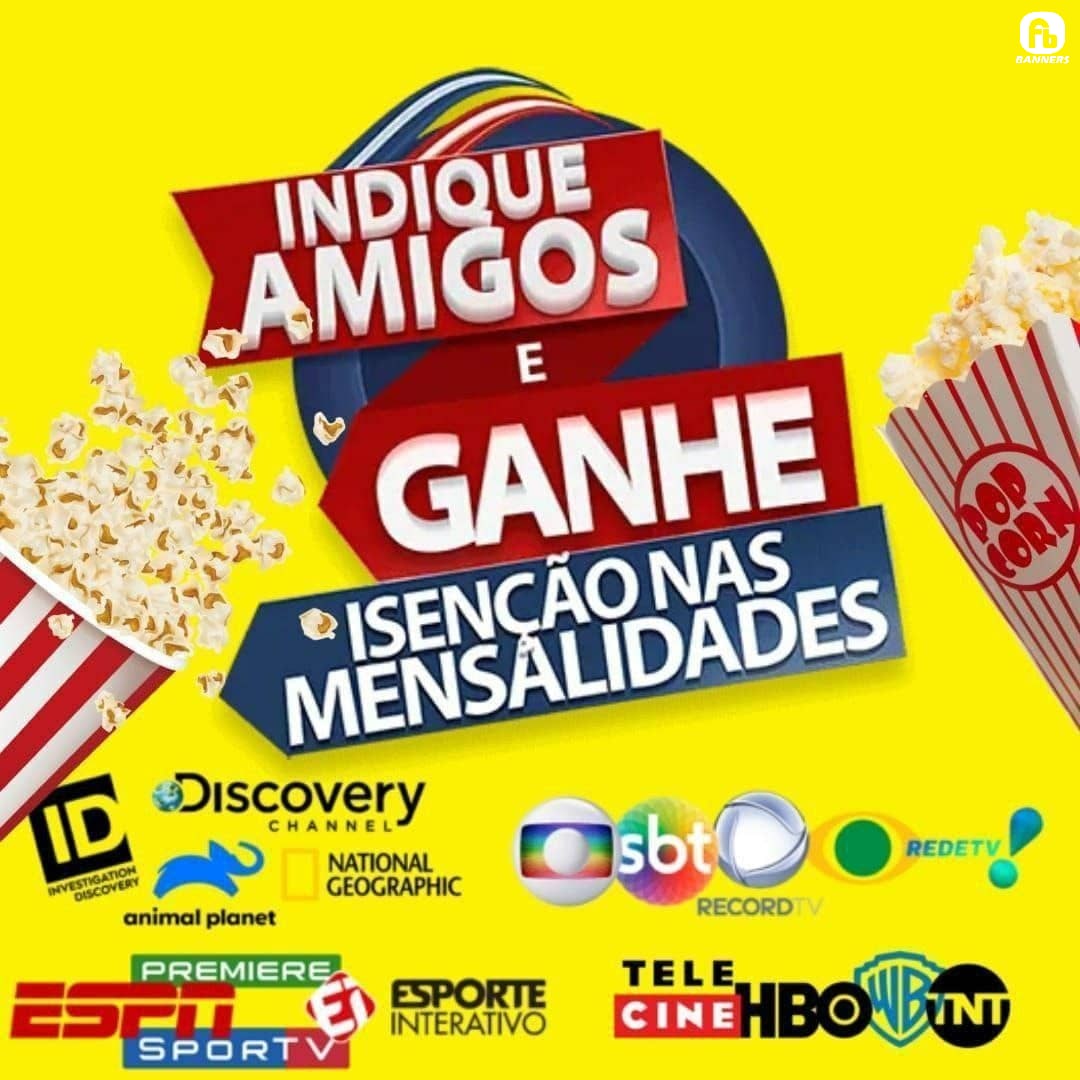 BANNERS
INDIQUE
AMIGOS
E
GANHE
ISENÇÃO NAS
MENSALIDADES
POP
CORN
ID
INVESTIGATION
DISCOVERY
Discovery
CHANNEL
animal planet
NATIONAL
GEOGRAPHIC
sbt
RECORDTV
REDETV!
PREMIERE
ESPN
SPORTV
Ei
ESPORTE
INTERATIVO
TELE
CINE
HBO
WB
TNT